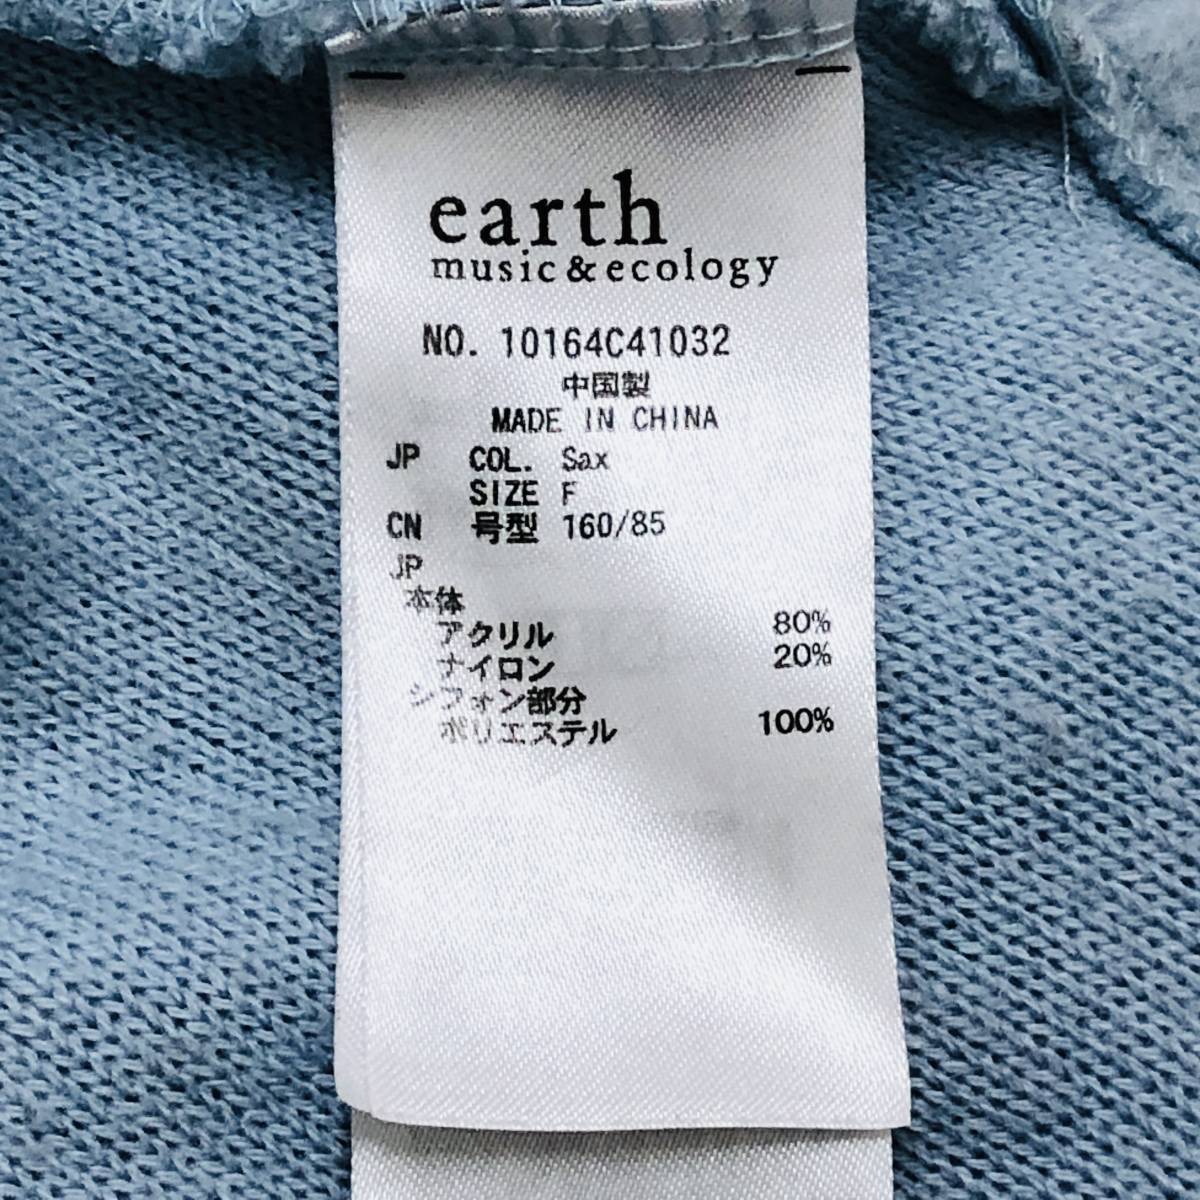 earth
music&ecology
NO. 10164C41032
中国製
MADE IN CHINA
JP COL. Sax
SIZE F
CN 号型 160/85
JP
本体
アクリル 80%
ナイロン 20%
シフォン部分
ポリエステル 100%